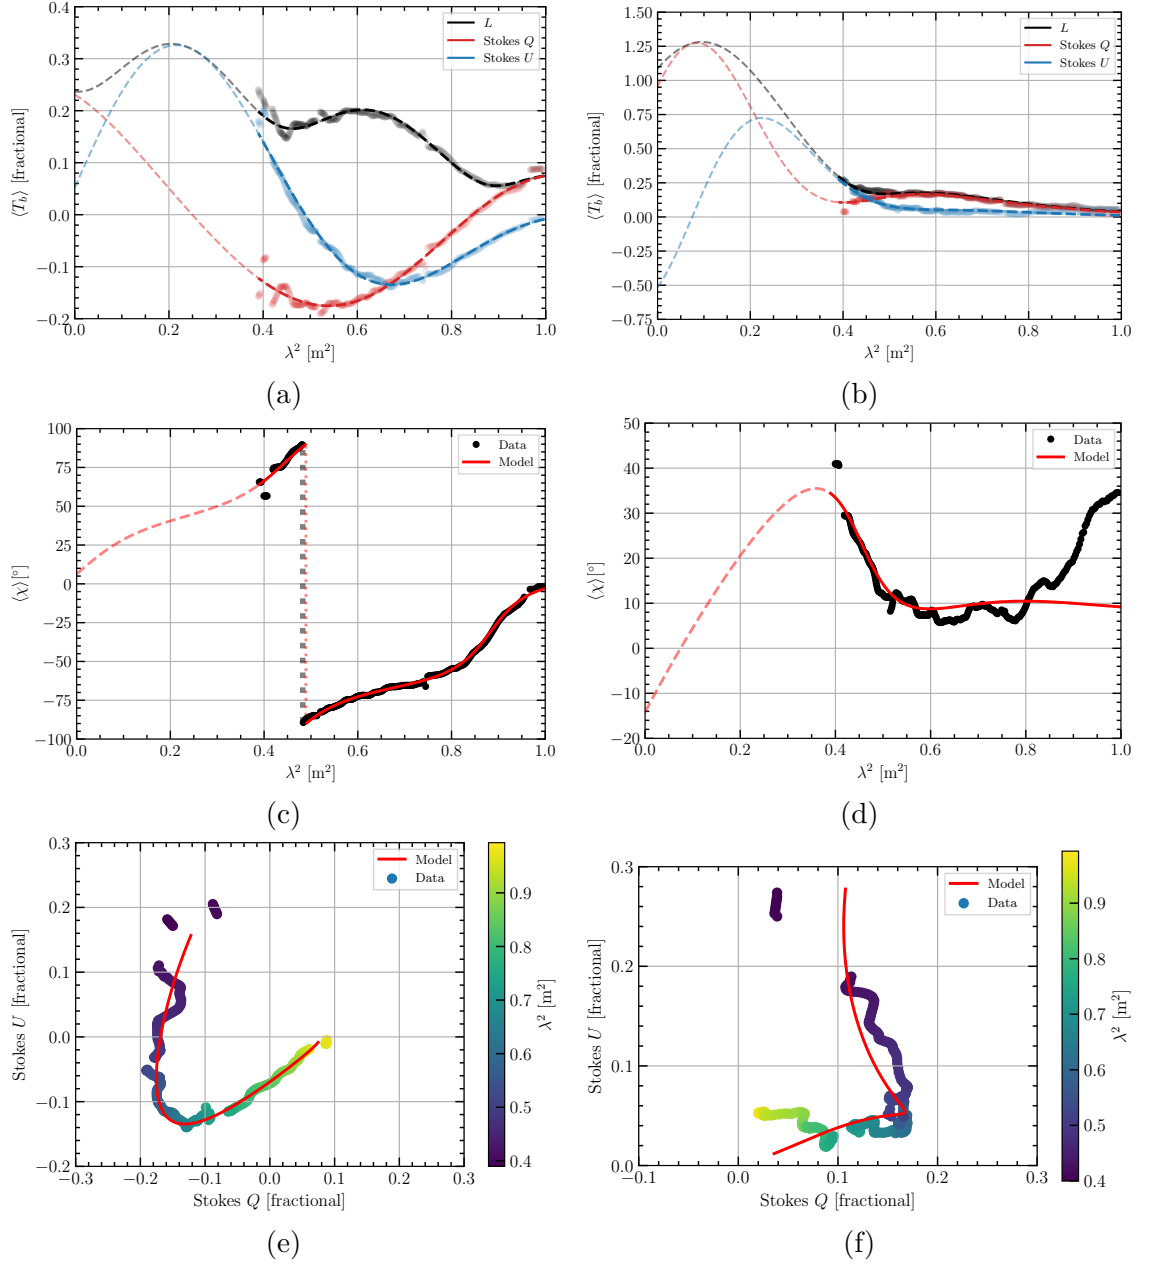 0.4
0.3
0.2
0.1
0.0
−0.1
−0.2
0.0 0.2 0.4 0.6 0.8 1.0
⟨T_b⟩ [fractional]
λ² [m²]
L
Stokes Q
Stokes U
(a)
1.50
1.25
1.00
0.75
0.50
0.25
0.00
−0.25
−0.50
−0.75
0.0 0.2 0.4 0.6 0.8 1.0
⟨T_b⟩ [fractional]
λ² [m²]
L
Stokes Q
Stokes U
(b)
100
75
50
25
0
−25
−50
−75
−100
0.0 0.2 0.4 0.6 0.8 1.0
⟨χ⟩[°]
λ² [m²]
Data
Model
(c)
50
40
30
20
10
0
−10
−20
0.0 0.2 0.4 0.6 0.8 1.0
⟨χ⟩[°]
λ² [m²]
Data
Model
(d)
0.3
0.2
0.1
0.0
−0.1
−0.2
−0.3 −0.2 −0.1 0.0 0.1 0.2 0.3
Stokes U [fractional]
Stokes Q [fractional]
Model
Data
0.9
0.8
0.7
0.6
0.5
0.4
λ² [m²]
(e)
0.3
0.2
0.1
0.0
−0.1 0.0 0.1 0.2 0.3
Stokes U [fractional]
Stokes Q [fractional]
Model
Data
0.9
0.8
0.7
0.6
0.5
0.4
λ² [m²]
(f)